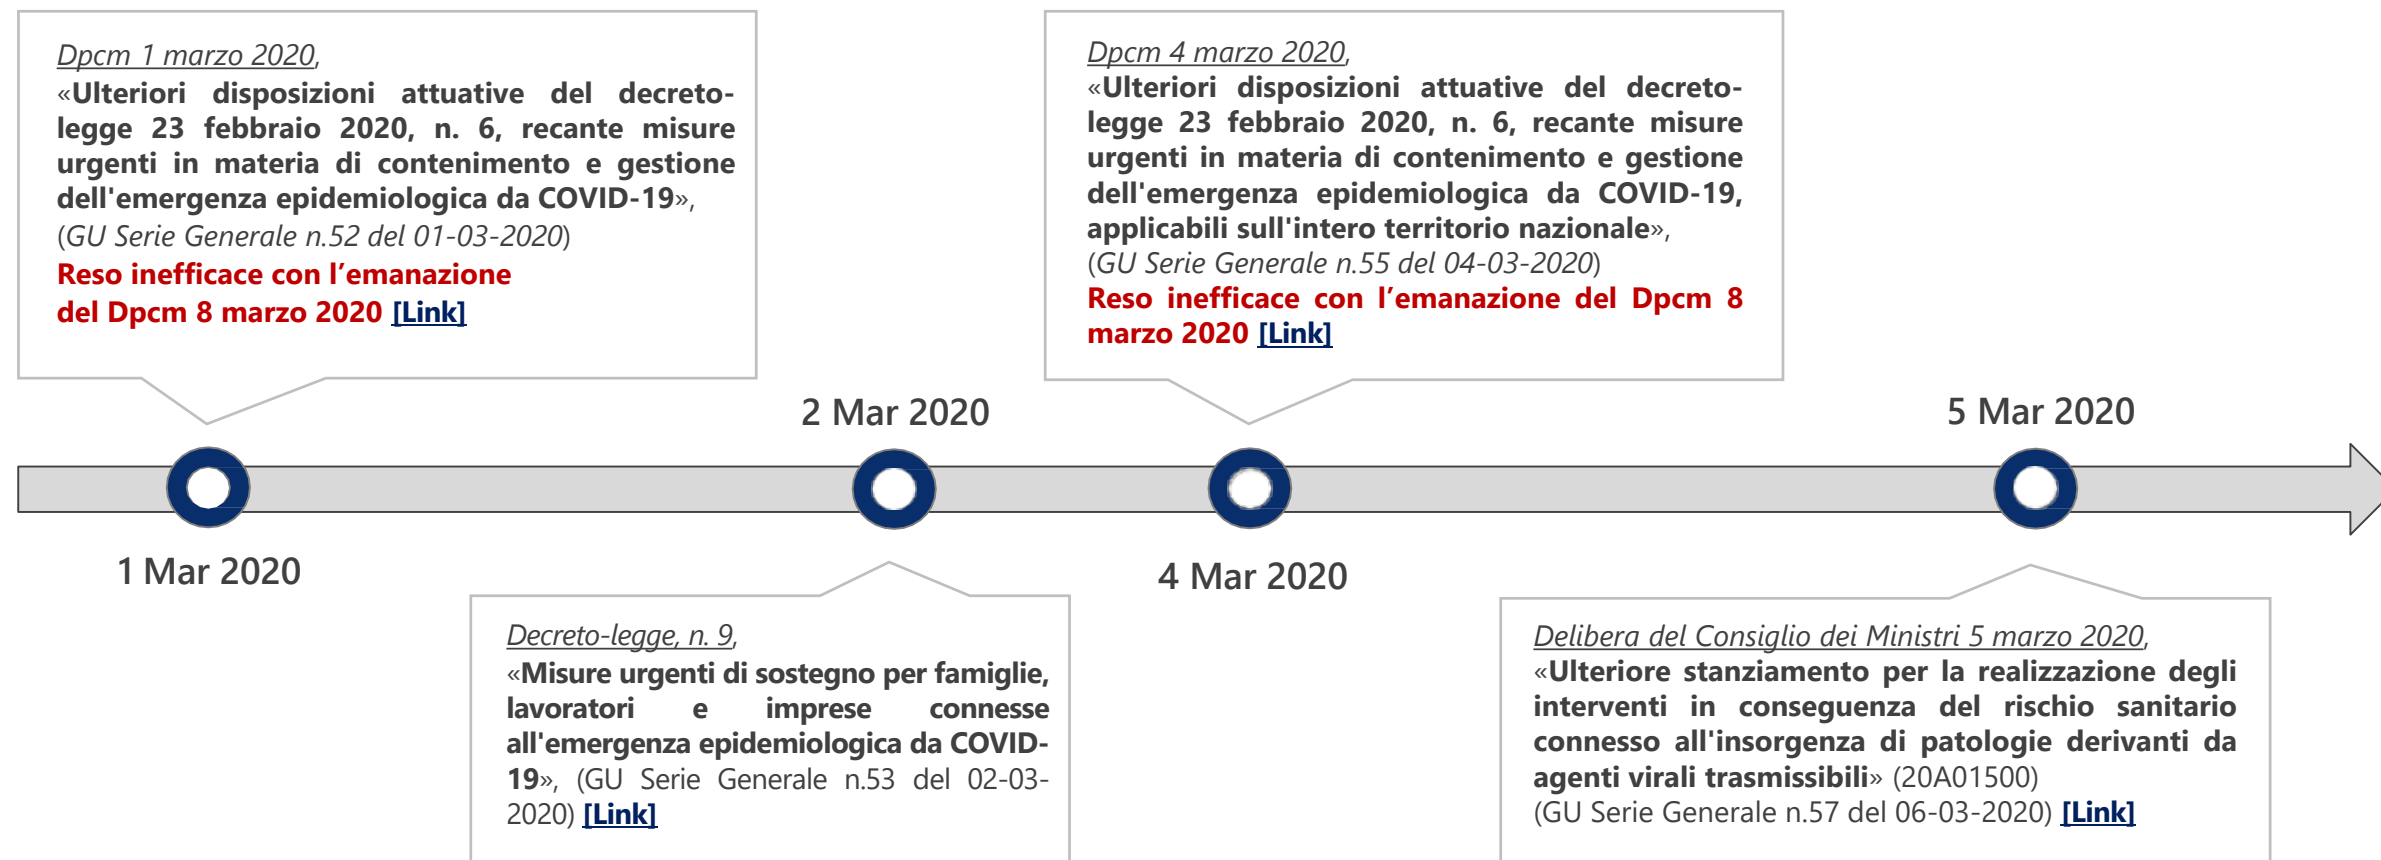 Dpcm 1 marzo 2020,
«Ulteriori disposizioni attuative del decreto-
legge 23 febbraio 2020, n. 6, recante misure
urgenti in materia di contenimento e gestione
dell'emergenza epidemiologica da COVID-19»,
(GU Serie Generale n.52 del 01-03-2020)
Reso inefficace con l’emanazione
del Dpcm 8 marzo 2020 [Link]
Dpcm 4 marzo 2020,
«Ulteriori disposizioni attuative del decreto-
legge 23 febbraio 2020, n. 6, recante misure
urgenti in materia di contenimento e gestione
dell'emergenza epidemiologica da COVID-19,
applicabili sull'intero territorio nazionale»,
(GU Serie Generale n.55 del 04-03-2020)
Reso inefficace con l’emanazione del Dpcm 8
marzo 2020 [Link]
2 Mar 2020
5 Mar 2020
1 Mar 2020
4 Mar 2020
Decreto-legge, n. 9,
«Misure urgenti di sostegno per famiglie,
lavoratori e imprese connesse
all'emergenza epidemiologica da COVID-
19», (GU Serie Generale n.53 del 02-03-
2020) [Link]
Delibera del Consiglio dei Ministri 5 marzo 2020,
«Ulteriore stanziamento per la realizzazione degli
interventi in conseguenza del rischio sanitario
connesso all'insorgenza di patologie derivanti da
agenti virali trasmissibili» (20A01500)
(GU Serie Generale n.57 del 06-03-2020) [Link]